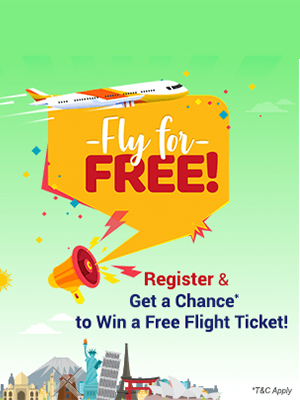 -Fly for-
FREE!
Register &
Get a Chance*
to Win a Free Flight Ticket!
*T&C Apply